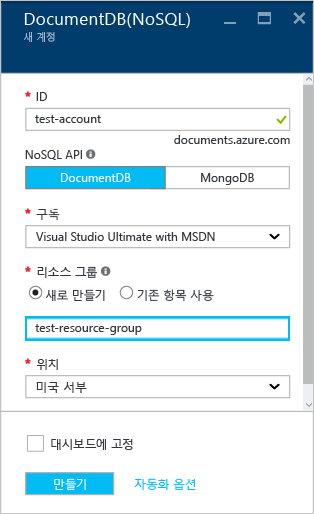 DocumentDB(NoSQL)
새 계정
* ID
test-account
documents.azure.com
NoSQL API
DocumentDB MongoDB
* 구독
Visual Studio Ultimate with MSDN
* 리소스 그룹
새로 만들기 기존 항목 사용
test-resource-group
* 위치
미국 서부
대시보드에 고정
만들기 자동화 옵션